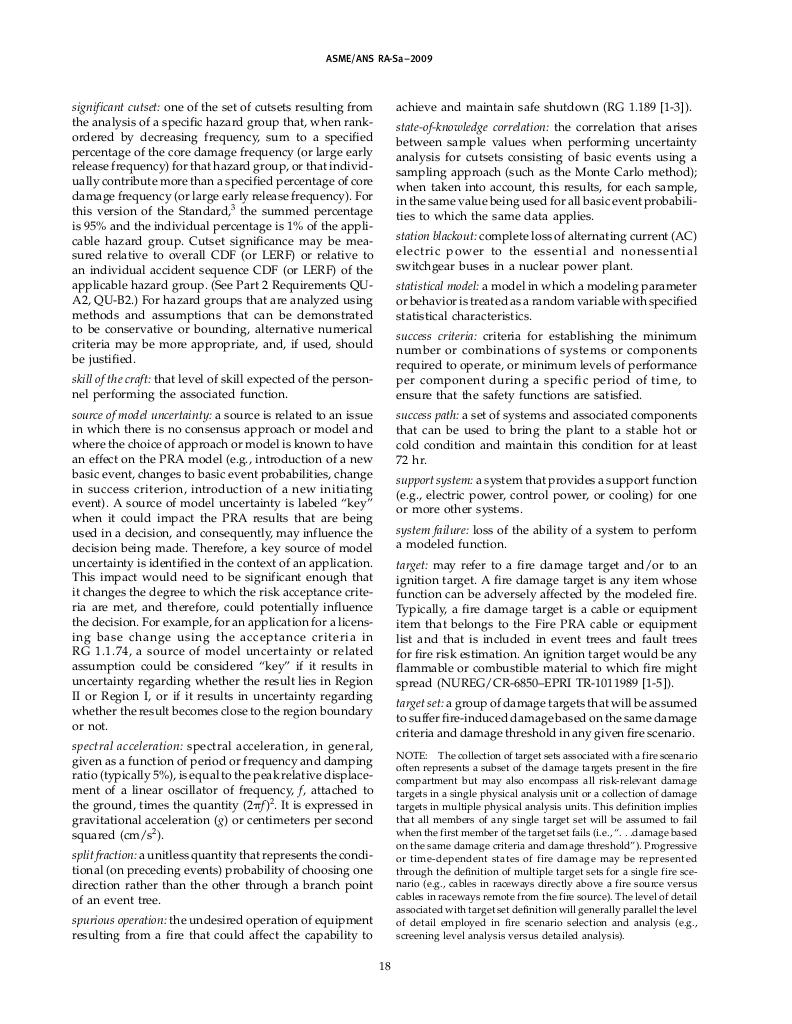 ASME/ANS RA-Sa–2009
significant cutset: one of the set of cutsets resulting from
the analysis of a specific hazard group that, when rank-
ordered by decreasing frequency, sum to a specified
percentage of the core damage frequency (or large early
release frequency) for that hazard group, or that individ-
ually contribute more than a specified percentage of core
damage frequency (or large early release frequency). For
this version of the Standard,³ the summed percentage
is 95% and the individual percentage is 1% of the appli-
cable hazard group. Cutset significance may be mea-
sured relative to overall CDF (or LERF) or relative to
an individual accident sequence CDF (or LERF) of the
applicable hazard group. (See Part 2 Requirements QU-
A2, QU-B2.) For hazard groups that are analyzed using
methods and assumptions that can be demonstrated
to be conservative or bounding, alternative numerical
criteria may be more appropriate, and, if used, should
be justified.
skill of the craft: that level of skill expected of the person-
nel performing the associated function.
source of model uncertainty: a source is related to an issue
in which there is no consensus approach or model and
where the choice of approach or model is known to have
an effect on the PRA model (e.g., introduction of a new
basic event, changes to basic event probabilities, change
in success criterion, introduction of a new initiating
event). A source of model uncertainty is labeled “key”
when it could impact the PRA results that are being
used in a decision, and consequently, may influence the
decision being made. Therefore, a key source of model
uncertainty is identified in the context of an application.
This impact would need to be significant enough that
it changes the degree to which the risk acceptance crite-
ria are met, and therefore, could potentially influence
the decision. For example, for an application for a licens-
ing base change using the acceptance criteria in
RG 1.1.74, a source of model uncertainty or related
assumption could be considered “key” if it results in
uncertainty regarding whether the result lies in Region
II or Region I, or if it results in uncertainty regarding
whether the result becomes close to the region boundary
or not.
spectral acceleration: spectral acceleration, in general,
given as a function of period or frequency and damping
ratio (typically 5%), is equal to the peak relative displace-
ment of a linear oscillator of frequency, f, attached to
the ground, times the quantity (2πf)². It is expressed in
gravitational acceleration (g) or centimeters per second
squared (cm/s²).
split fraction: a unitless quantity that represents the condi-
tional (on preceding events) probability of choosing one
direction rather than the other through a branch point
of an event tree.
spurious operation: the undesired operation of equipment
resulting from a fire that could affect the capability to
achieve and maintain safe shutdown (RG 1.189 [1-3]).
state-of-knowledge correlation: the correlation that arises
between sample values when performing uncertainty
analysis for cutsets consisting of basic events using a
sampling approach (such as the Monte Carlo method);
when taken into account, this results, for each sample,
in the same value being used for all basic event probabili-
ties to which the same data applies.
station blackout: complete loss of alternating current (AC)
electric power to the essential and nonessential
switchgear buses in a nuclear power plant.
statistical model: a model in which a modeling parameter
or behavior is treated as a random variable with specified
statistical characteristics.
success criteria: criteria for establishing the minimum
number or combinations of systems or components
required to operate, or minimum levels of performance
per component during a specific period of time, to
ensure that the safety functions are satisfied.
success path: a set of systems and associated components
that can be used to bring the plant to a stable hot or
cold condition and maintain this condition for at least
72 hr.
support system: a system that provides a support function
(e.g., electric power, control power, or cooling) for one
or more other systems.
system failure: loss of the ability of a system to perform
a modeled function.
target: may refer to a fire damage target and/or to an
ignition target. A fire damage target is any item whose
function can be adversely affected by the modeled fire.
Typically, a fire damage target is a cable or equipment
item that belongs to the Fire PRA cable or equipment
list and that is included in event trees and fault trees
for fire risk estimation. An ignition target would be any
flammable or combustible material to which fire might
spread (NUREG/CR-6850–EPRI TR-1011989 [1-5]).
target set: a group of damage targets that will be assumed
to suffer fire-induced damage based on the same damage
criteria and damage threshold in any given fire scenario.
NOTE: The collection of target sets associated with a fire scenario
often represents a subset of the damage targets present in the fire
compartment but may also encompass all risk-relevant damage
targets in a single physical analysis unit or a collection of damage
targets in multiple physical analysis units. This definition implies
that all members of any single target set will be assumed to fail
when the first member of the target set fails (i.e., “. . .damage based
on the same damage criteria and damage threshold”). Progressive
or time-dependent states of fire damage may be represented
through the definition of multiple target sets for a single fire sce-
nario (e.g., cables in raceways directly above a fire source versus
cables in raceways remote from the fire source). The level of detail
associated with target set definition will generally parallel the level
of detail employed in fire scenario selection and analysis (e.g.,
screening level analysis versus detailed analysis).
18